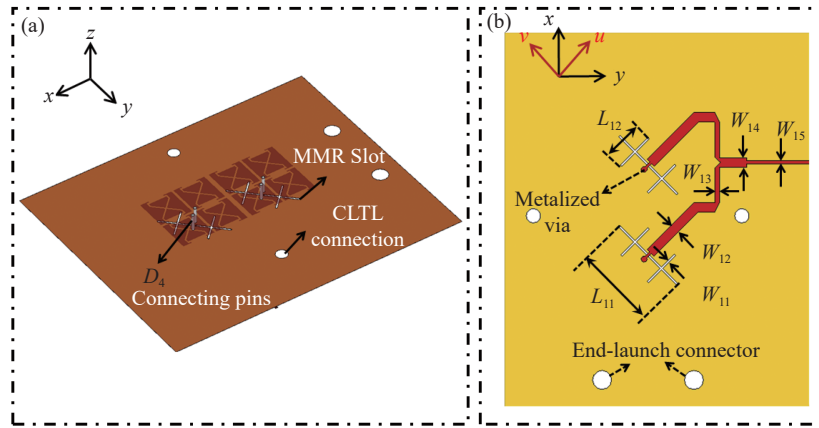 (a)
z
x
y
MMR Slot
CLTL
connection
D₄
Connecting pins
(b)
v
x
u
y
L₁₂
W₁₄
W₁₅
W₁₃
Metalized
via
W₁₂
W₁₁
L₁₁
End-launch connector